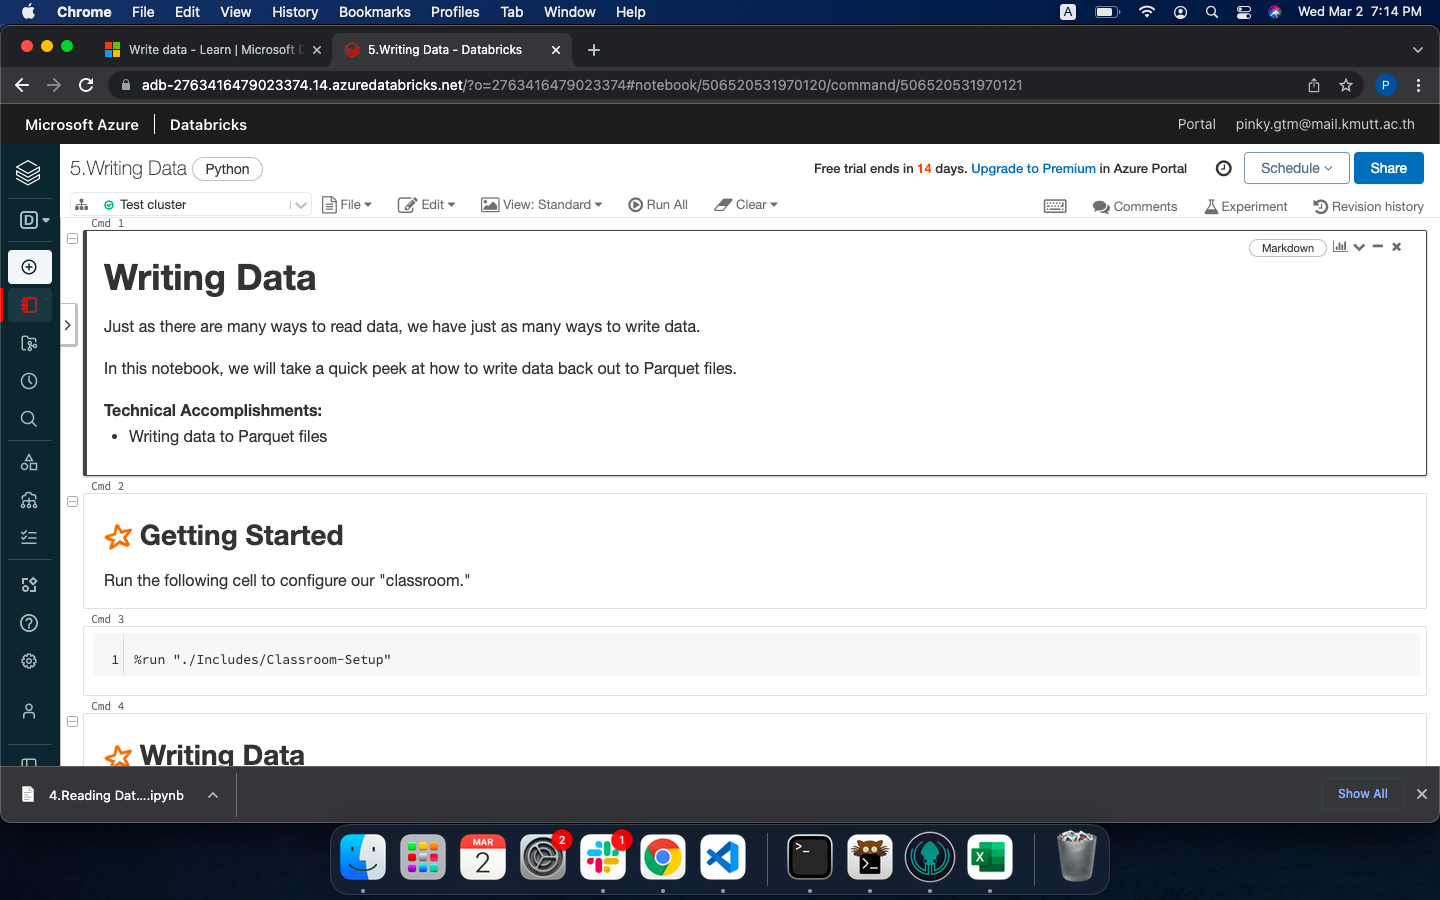 Chrome File Edit View History Bookmarks Profiles Tab Window Help A Wed Mar 2 7:14 PM
Write data - Learn | Microsoft D 5.Writing Data - Databricks
adb-2763416479023374.14.azuredatabricks.net/?o=2763416479023374#notebook/506520531970120/command/506520531970121 P
Microsoft Azure Databricks Portal pinky.gtm@mail.kmutt.ac.th
5.Writing Data Python Free trial ends in 14 days. Upgrade to Premium in Azure Portal Schedule Share
D Test cluster File Edit View: Standard Run All Clear Comments Experiment Revision history
Cmd 1
Markdown
Writing Data
Just as there are many ways to read data, we have just as many ways to write data.
In this notebook, we will take a quick peek at how to write data back out to Parquet files.
Technical Accomplishments:
• Writing data to Parquet files
Cmd 2
Getting Started
Run the following cell to configure our "classroom."
Cmd 3
1 %run "./Includes/Classroom-Setup"
Cmd 4
Writing Data
4.Reading Dat....ipynb Show All
MAR
2 2 1